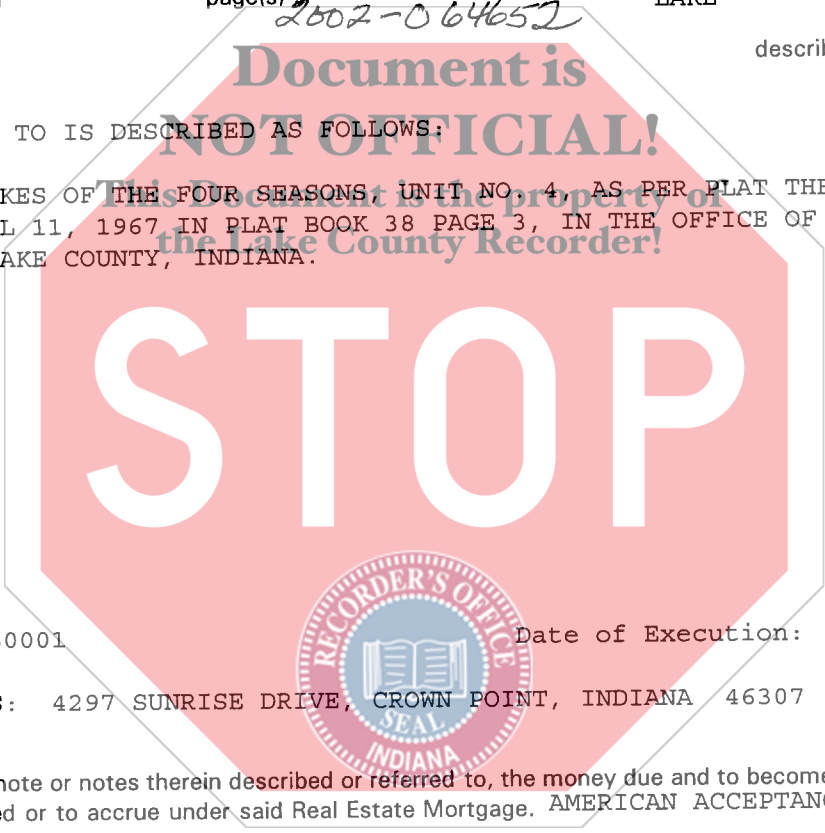 page(s) LAKE
2002-064652
describ
Document is
TO IS DESCRIBED AS FOLLOWS:
NOT OFFICIAL!
KES OF THE FOUR SEASONS, UNIT NO. 4, AS PER PLAT THE
This Document is the property of
L 11, 1967 IN PLAT BOOK 38 PAGE 3, IN THE OFFICE OF
the Lake County Recorder!
AKE COUNTY, INDIANA.
STOP
RECORDER'S OFFICE
0001 Date of Execution:
S: 4297 SUNRISE DRIVE, CROWN POINT, INDIANA 46307
SEAL
INDIANA
note or notes therein described or referred to, the money due and to become
ed or to accrue under said Real Estate Mortgage. AMERICAN ACCEPTANC